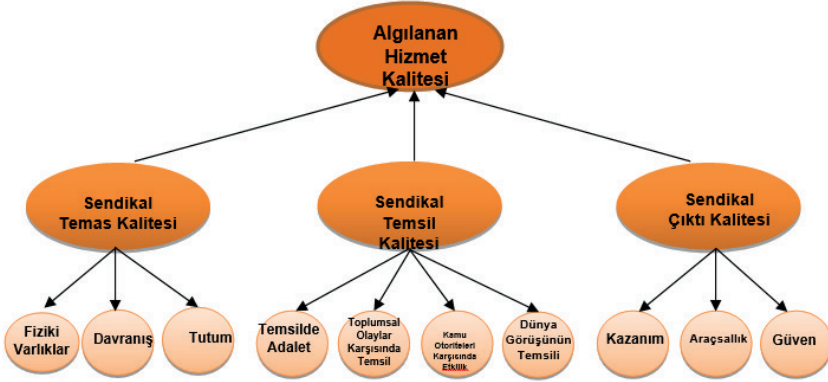 Algılanan
Hizmet
Kalitesi
Sendikal
Temas Kalitesi
Sendikal
Temsil
Kalitesi
Sendikal
Çıktı Kalitesi
Fiziki
Varlıklar
Davranış
Tutum
Temsilde
Adalet
Toplumsal
Olaylar
Karşısında
Temsil
Kamu
Otoriteleri
Karşısında
Etkililik
Dünya
Görüşünün
Temsili
Kazanım
Araçsallık
Güven